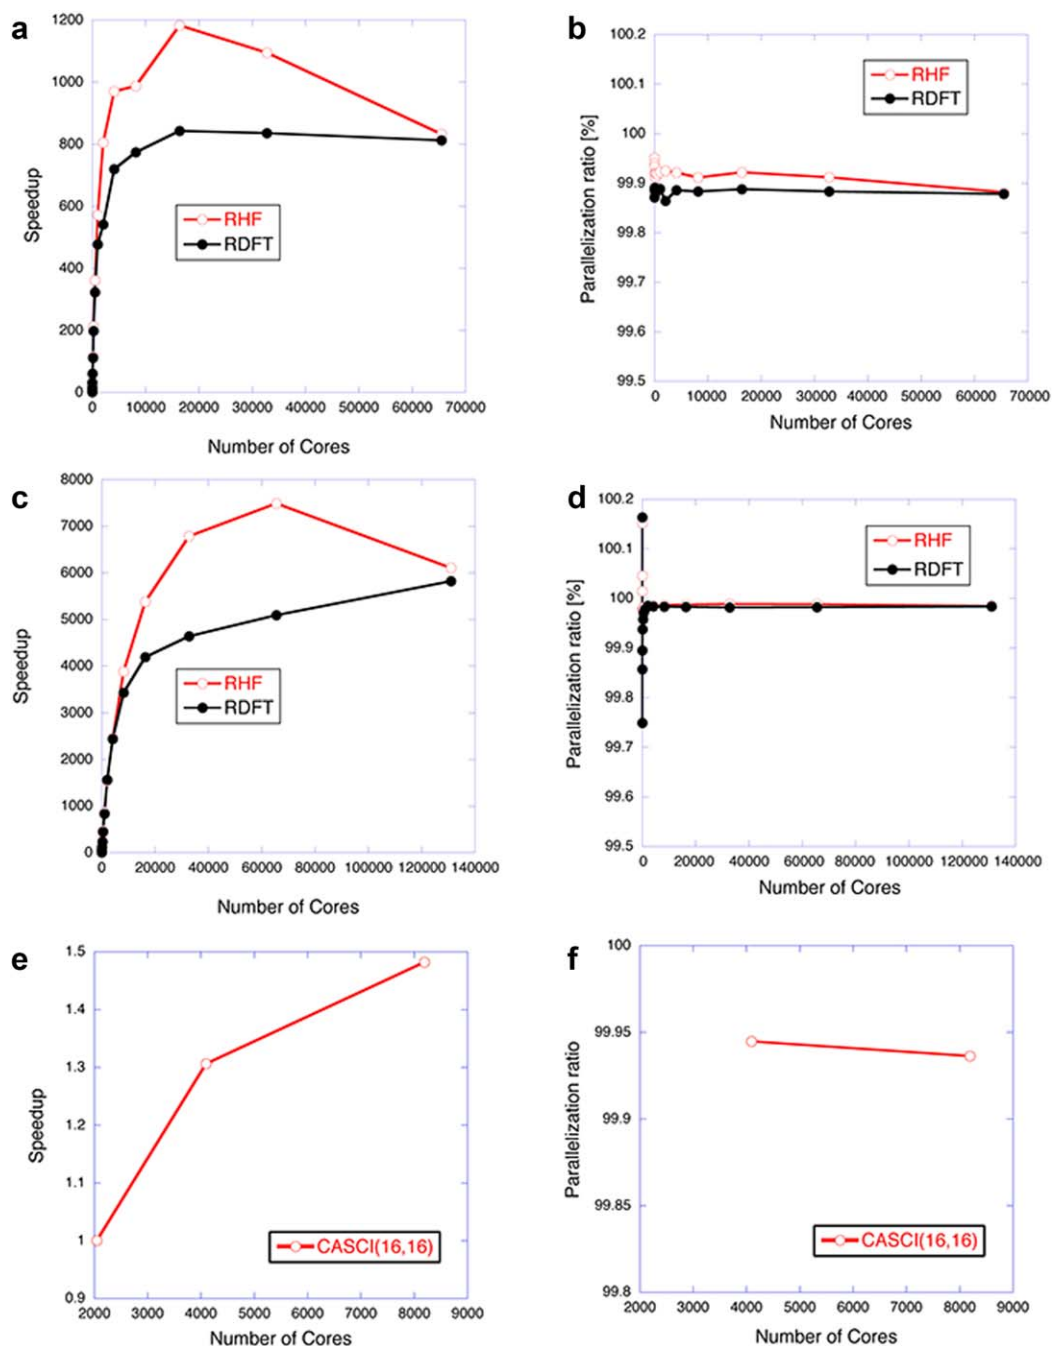 a
1200
1000
800
600
400
200
0
Speedup
RHF
RDFT
0 10000 20000 30000 40000 50000 60000 70000
Number of Cores
b
100.2
100.1
100
99.9
99.8
99.7
99.6
99.5
Parallelization ratio [%]
RHF
RDFT
0 10000 20000 30000 40000 50000 60000 70000
Number of Cores
c
8000
7000
6000
5000
4000
3000
2000
1000
0
Speedup
RHF
RDFT
0 20000 40000 60000 80000 100000 120000 140000
Number of Cores
d
100.2
100.1
100
99.9
99.8
99.7
99.6
99.5
Parallelization ratio [%]
RHF
RDFT
0 20000 40000 60000 80000 100000 120000 140000
Number of Cores
e
1.5
1.4
1.3
1.2
1.1
1
0.9
Speedup
CASCI(16,16)
2000 3000 4000 5000 6000 7000 8000 9000
Number of Cores
f
100
99.95
99.9
99.85
99.8
Parallelization ratio
CASCI(16,16)
2000 3000 4000 5000 6000 7000 8000 9000
Number of Cores